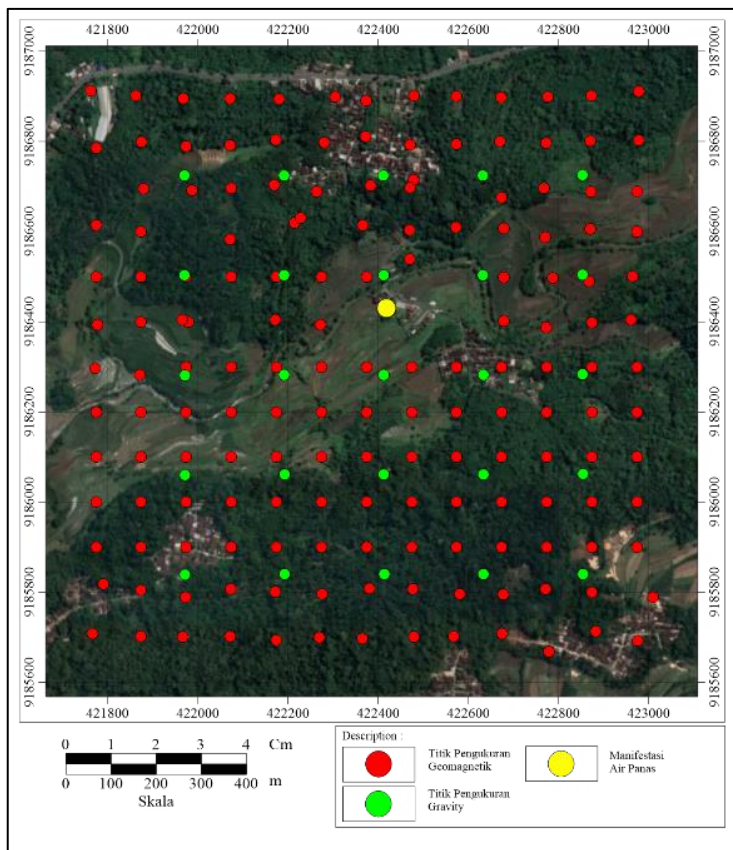 421800 422000 422200 422400 422600 422800 423000
9187000
9187000
9186800
9186800
9186600
9186600
9186400
9186400
9186200
9186200
9186000
9186000
9185800
9185800
9185600
9185600
421800 422000 422200 422400 422600 422800 423000
0 1 2 3 4 Cm
0 100 200 300 400 m
Skala
Description :
Titik Pengukuran
Geomagnetik
Manifestasi
Air Panas
Titik Pengukuran
Gravity